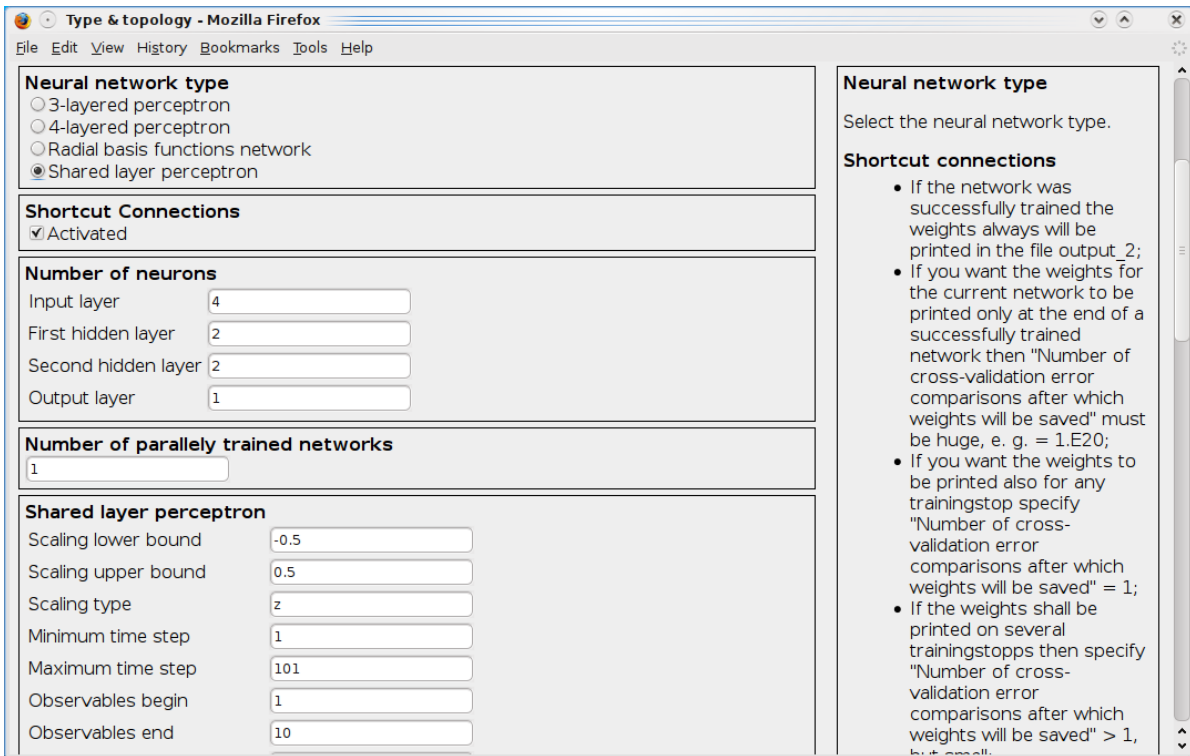 Type & topology - Mozilla Firefox
File Edit View History Bookmarks Tools Help
Neural network type
3-layered perceptron
4-layered perceptron
Radial basis functions network
Shared layer perceptron
Shortcut Connections
Activated
Number of neurons
Input layer 4
First hidden layer 2
Second hidden layer 2
Output layer 1
Number of parallely trained networks
1
Shared layer perceptron
Scaling lower bound -0.5
Scaling upper bound 0.5
Scaling type z
Minimum time step 1
Maximum time step 101
Observables begin 1
Observables end 10
Neural network type
Select the neural network type.
Shortcut connections
• If the network was
successfully trained the
weights always will be
printed in the file output_2;
• If you want the weights for
the current network to be
printed only at the end of a
successfully trained
network then "Number of
cross-validation error
comparisons after which
weights will be saved" must
be huge, e. g. = 1.E20;
• If you want the weights to
be printed also for any
trainingstop specify
"Number of cross-
validation error
comparisons after which
weights will be saved" = 1;
• If the weights shall be
printed on several
trainingstopps then specify
"Number of cross-
validation error
comparisons after which
weights will be saved" > 1,
but small;